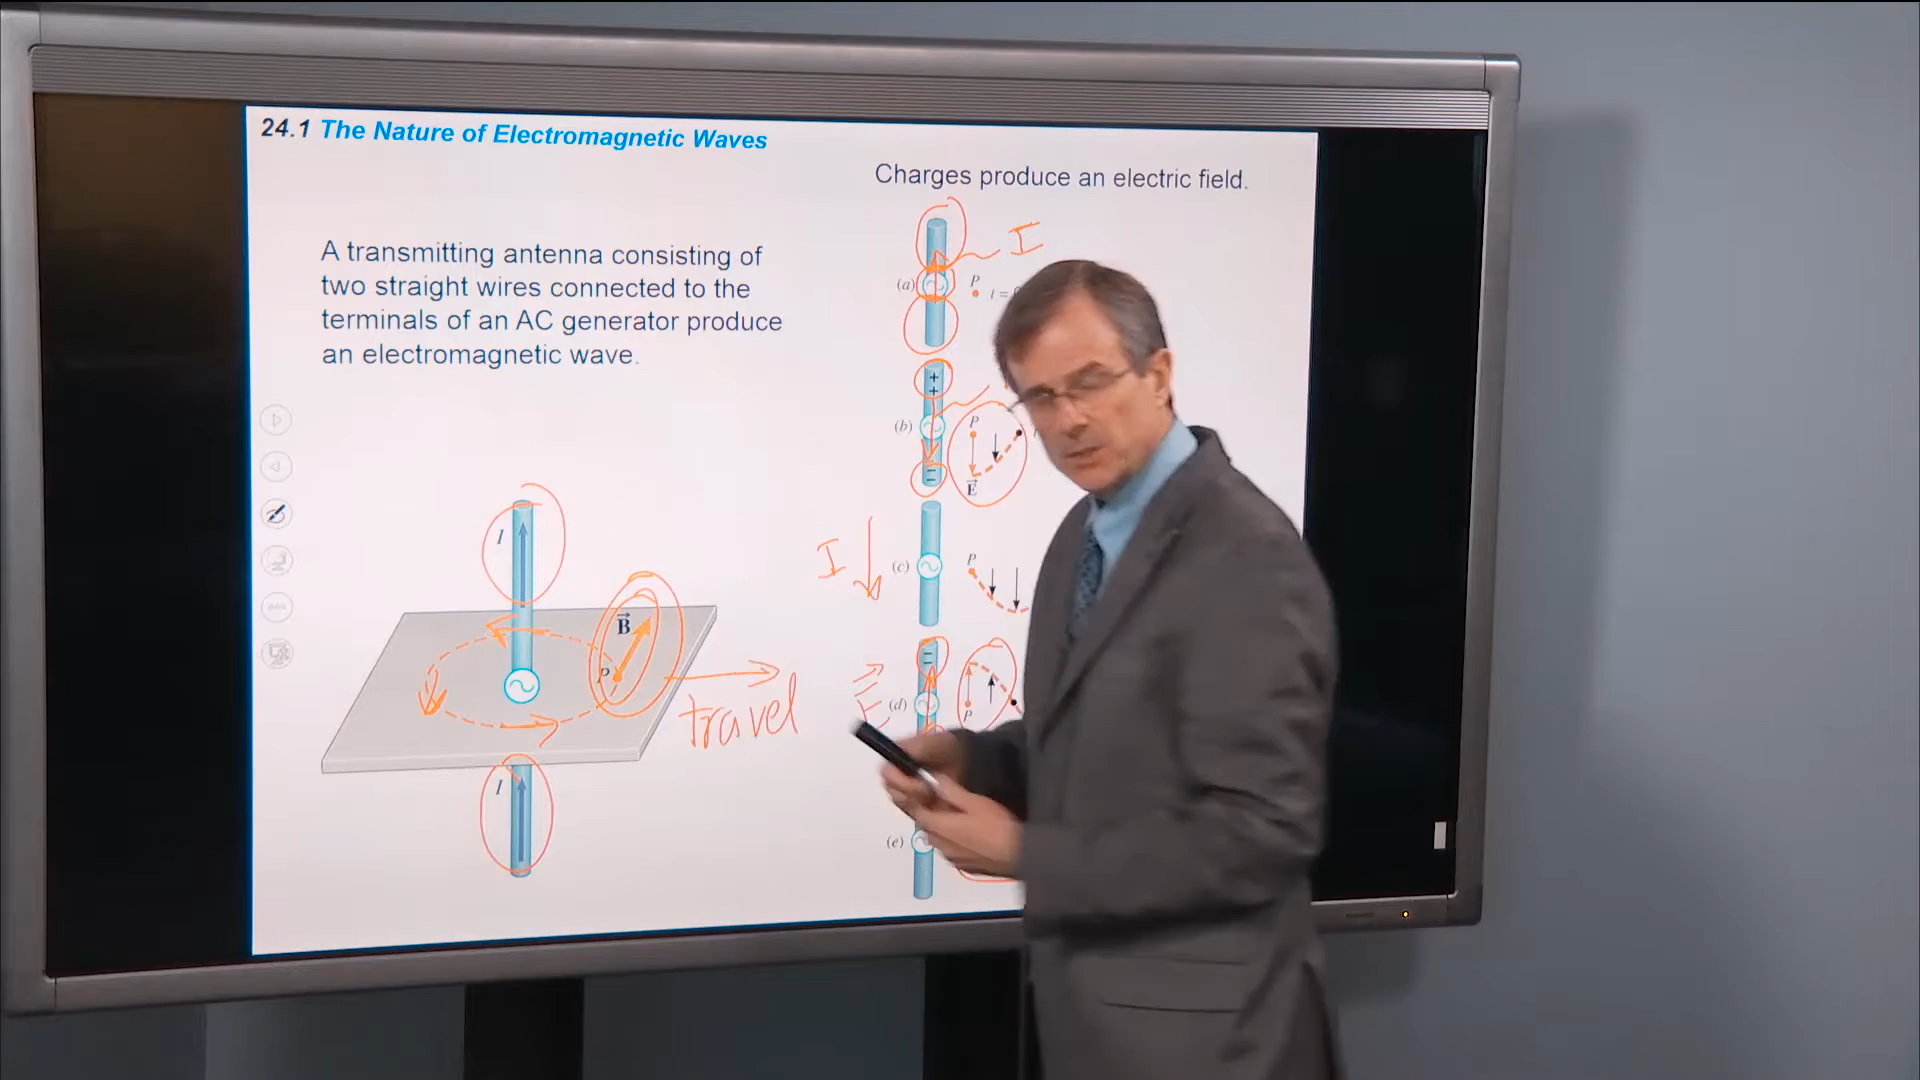 24.1 The Nature of Electromagnetic Waves
Charges produce an electric field.
A transmitting antenna consisting of
two straight wires connected to the
terminals of an AC generator produce
an electromagnetic wave.
I
(a)
P
t =
++
(b)
P
E
−
I
(c)
P
−
E
(d)
P
(e)
I
B
P
travel
I